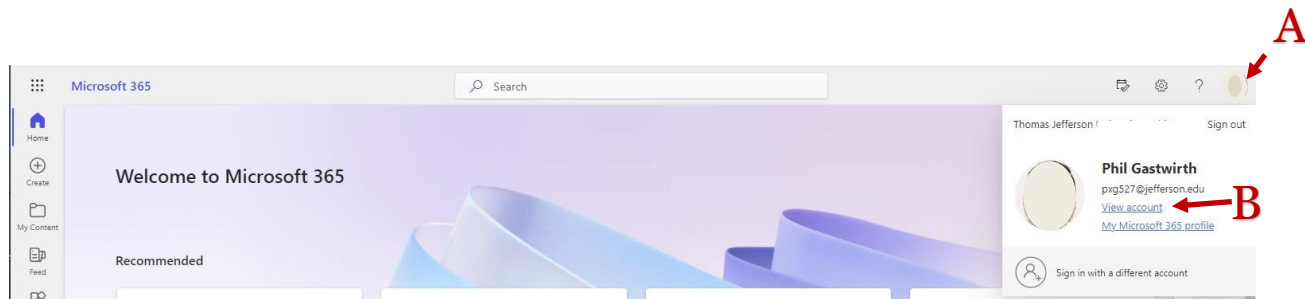 A
Microsoft 365
Search
?
Home
Thomas Jefferson
Sign out
Create
Welcome to Microsoft 365
Phil Gastwirth
pxg527@jefferson.edu
View account
B
My Content
My Microsoft 365 profile
Feed
Recommended
Sign in with a different account